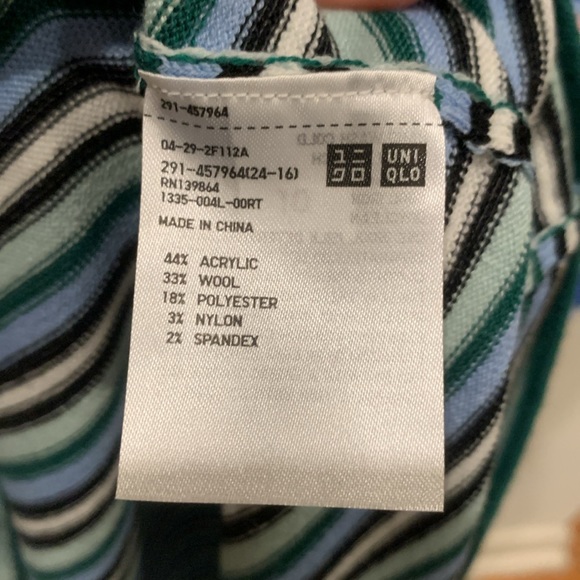 291-457964
04-29-2F112A
291-457964(24-16)
RN139864
1335-004L-00RT
MADE IN CHINA
ユニ
クロ
UNI
QLO
44% ACRYLIC
33% WOOL
18% POLYESTER
3% NYLON
2% SPANDEX